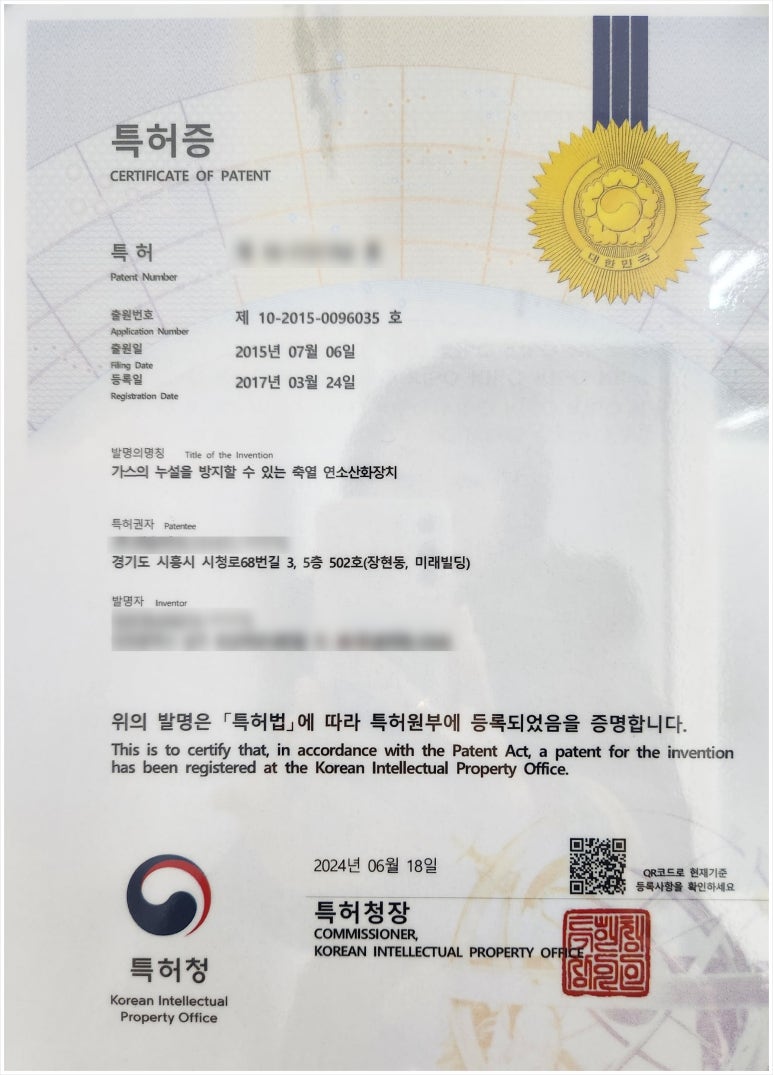 특허증
CERTIFICATE OF PATENT
대한민국
특 허
Patent Number
출원번호 제 10-2015-0096035 호
Application Number
출원일 2015년 07월 06일
Filing Date
등록일 2017년 03월 24일
Registration Date
발명의명칭 Title of the Invention
가스의 누설을 방지할 수 있는 축열 연소산화장치
특허권자 Patentee
경기도 시흥시 시청로68번길 3, 5층 502호(장현동, 미래빌딩)
발명자 Inventor
위의 발명은 「특허법」에 따라 특허원부에 등록되었음을 증명합니다.
This is to certify that, in accordance with the Patent Act, a patent for the invention
has been registered at the Korean Intellectual Property Office.
2024년 06월 18일
QR코드로 현재기준
등록사항을 확인하세요
특허청장
COMMISSIONER,
KOREAN INTELLECTUAL PROPERTY OFFICE
특허청
Korean Intellectual
Property Office